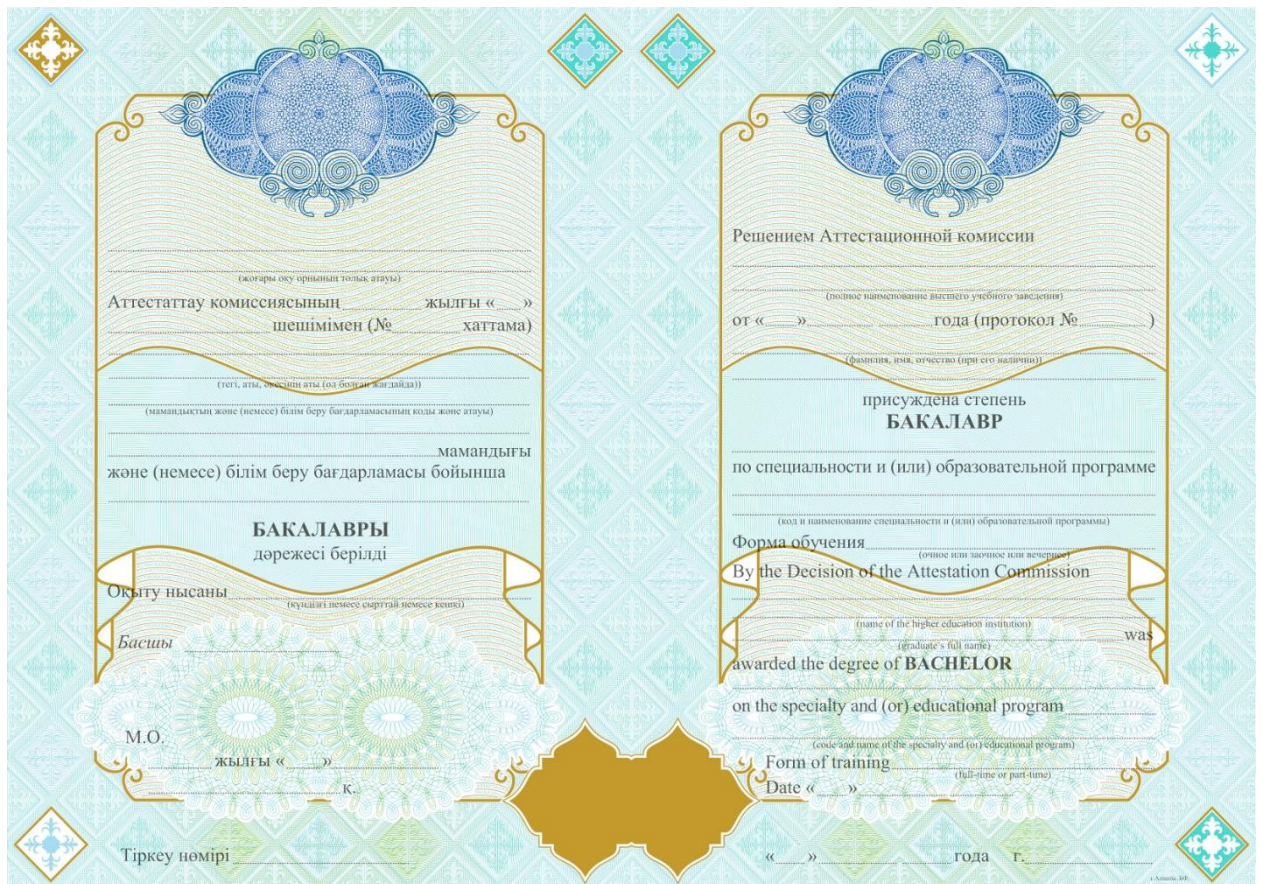 (жоғары оқу орнының толық атауы)
Аттестаттау комиссиясының жылғы « »
шешімімен (№ хаттама)
(тегі, аты, әкесінің аты (ол болған жағдайда))
(мамандықтың және (немесе) білім беру бағдарламасының коды және атауы)
мамандығы
және (немесе) білім беру бағдарламасы бойынша
БАКАЛАВРЫ
дәрежесі берілді
Оқыту нысаны
(күндізгі немесе сырттай немесе кешкі)
Басшы
М.О.
жылғы « »
қ.
Тіркеу нөмірі
Решением Аттестационной комиссии
(полное наименование высшего учебного заведения)
от « » года (протокол № )
(фамилия, имя, отчество (при его наличии))
присуждена степень
БАКАЛАВР
по специальности и (или) образовательной программе
(код и наименование специальности и (или) образовательной программы)
Форма обучения
(очное или заочное или вечернее)
By the Decision of the Attestation Commission
(name of the higher education institution)
was
(graduate's full name)
awarded the degree of BACHELOR
on the specialty and (or) educational program
(code and name of the specialty and (or) educational program)
Form of training
(full-time or part-time)
Date « »
« » года г.